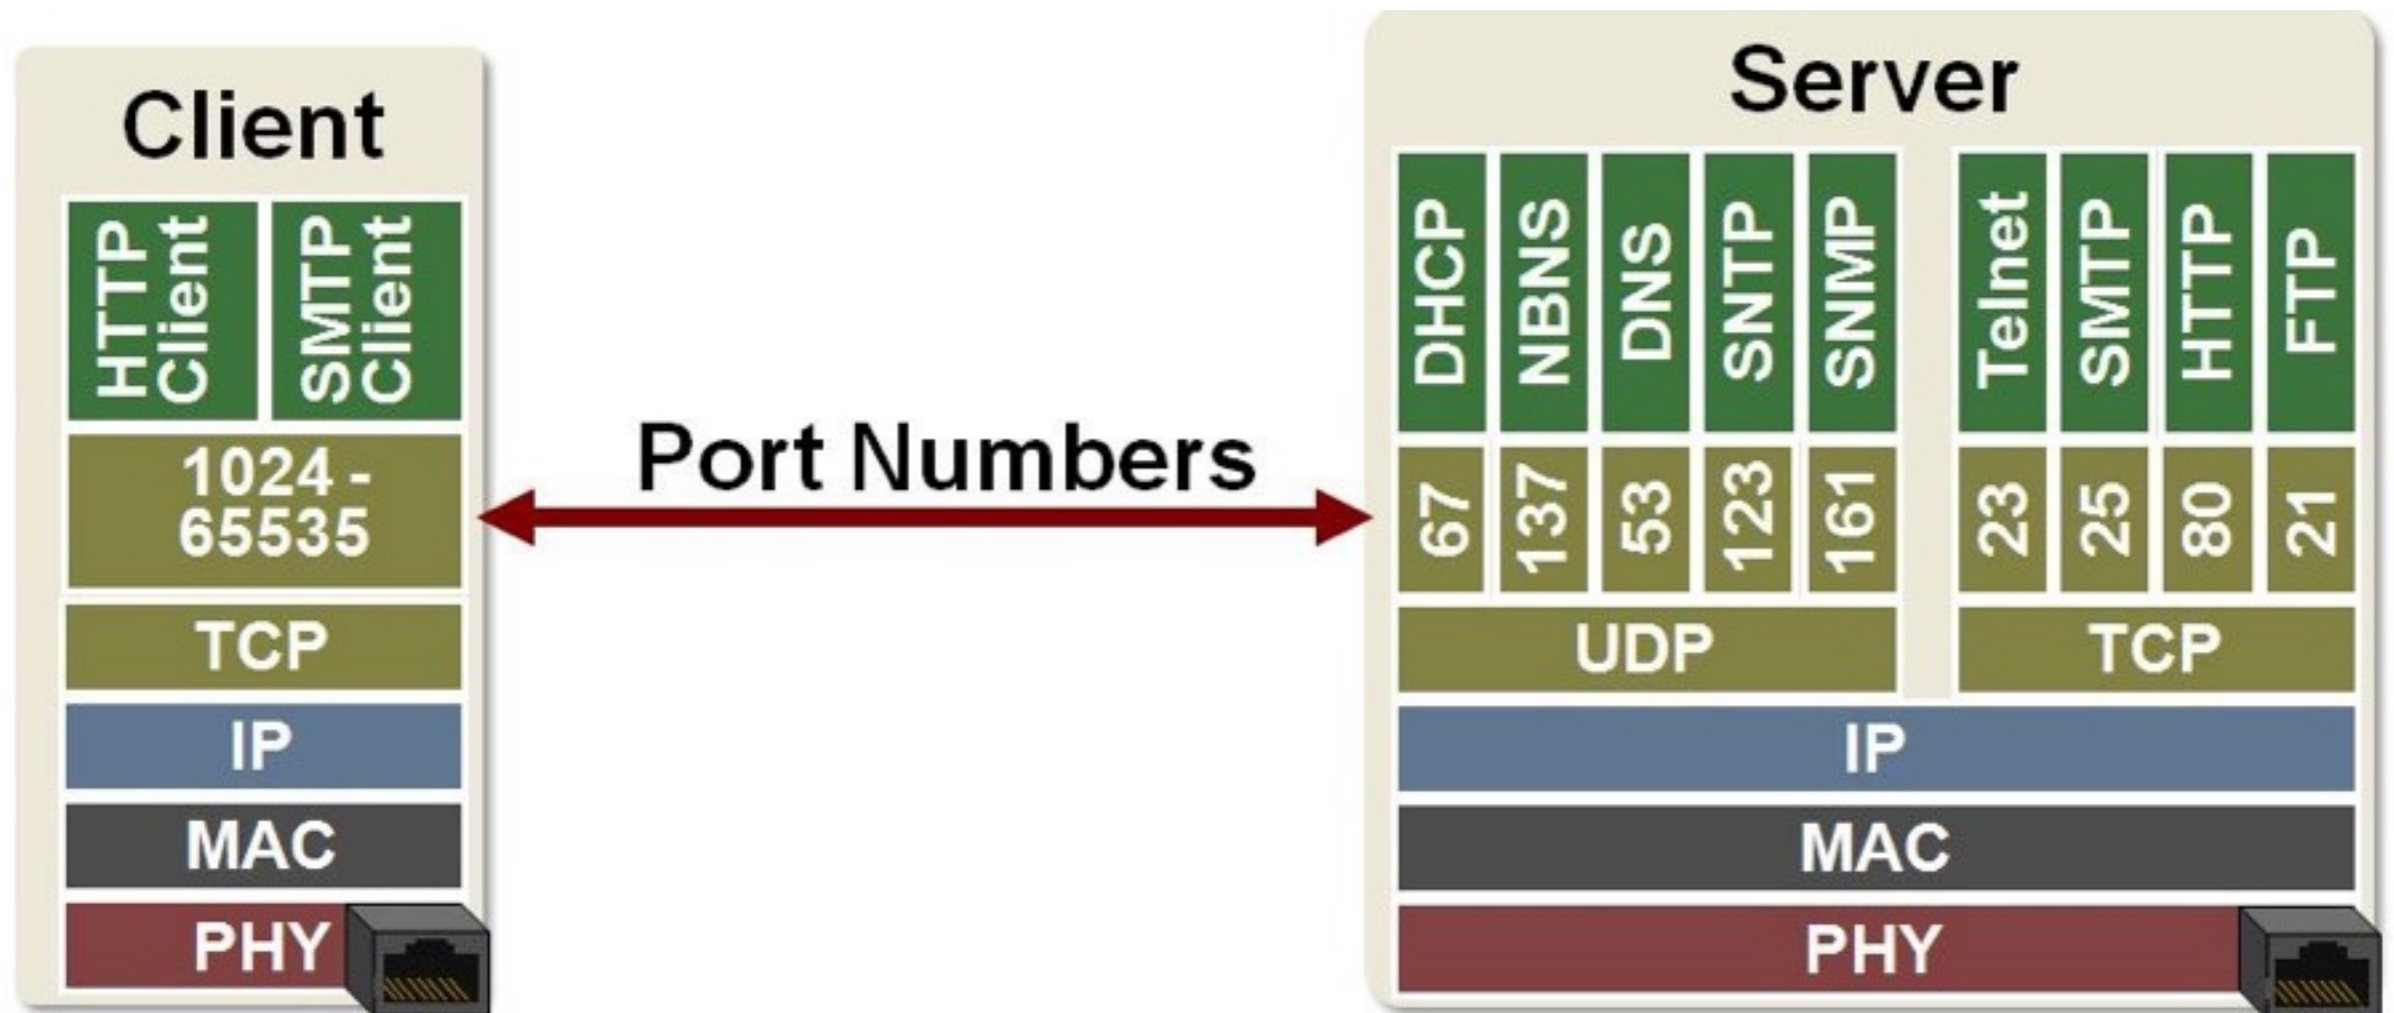 Client
HTTP
Client
SMTP
Client
1024 -
65535
TCP
IP
MAC
PHY
Port Numbers
Server
DHCP
NBNS
DNS
SNTP
SNMP
Telnet
SMTP
HTTP
FTP
67
137
53
123
161
23
25
80
21
UDP
TCP
IP
MAC
PHY